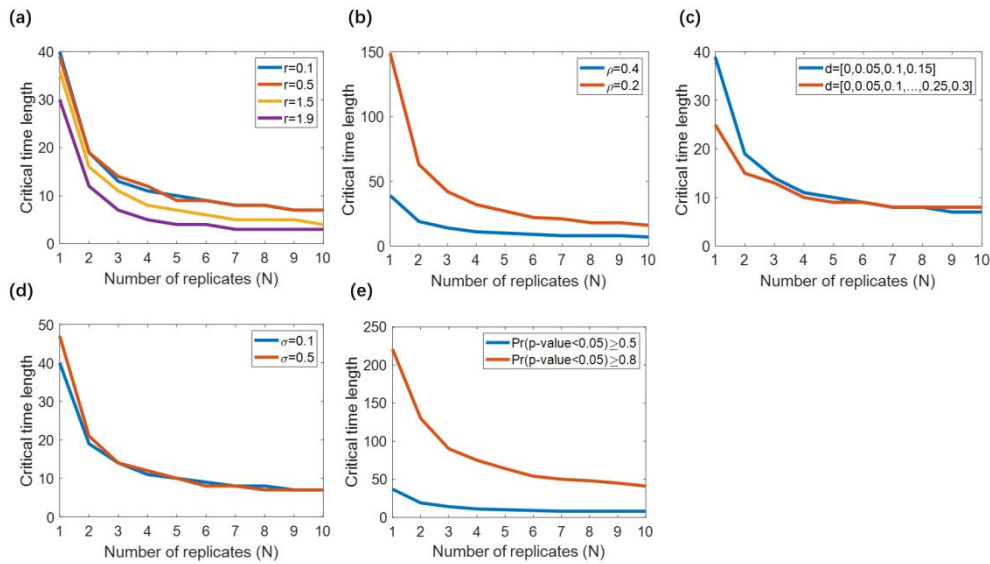 (a)
40
30
20
10
0
Critical time length
r=0.1
r=0.5
r=1.5
r=1.9
1 2 3 4 5 6 7 8 9 10
Number of replicates (N)
(b)
150
100
50
0
Critical time length
ρ=0.4
ρ=0.2
1 2 3 4 5 6 7 8 9 10
Number of replicates (N)
(c)
40
30
20
10
0
Critical time length
d=[0,0.05,0.1,0.15]
d=[0,0.05,0.1,...,0.25,0.3]
1 2 3 4 5 6 7 8 9 10
Number of replicates (N)
(d)
50
40
30
20
10
0
Critical time length
σ=0.1
σ=0.5
1 2 3 4 5 6 7 8 9 10
Number of replicates (N)
(e)
250
200
150
100
50
0
Critical time length
Pr(p-value<0.05)≥0.5
Pr(p-value<0.05)≥0.8
1 2 3 4 5 6 7 8 9 10
Number of replicates (N)